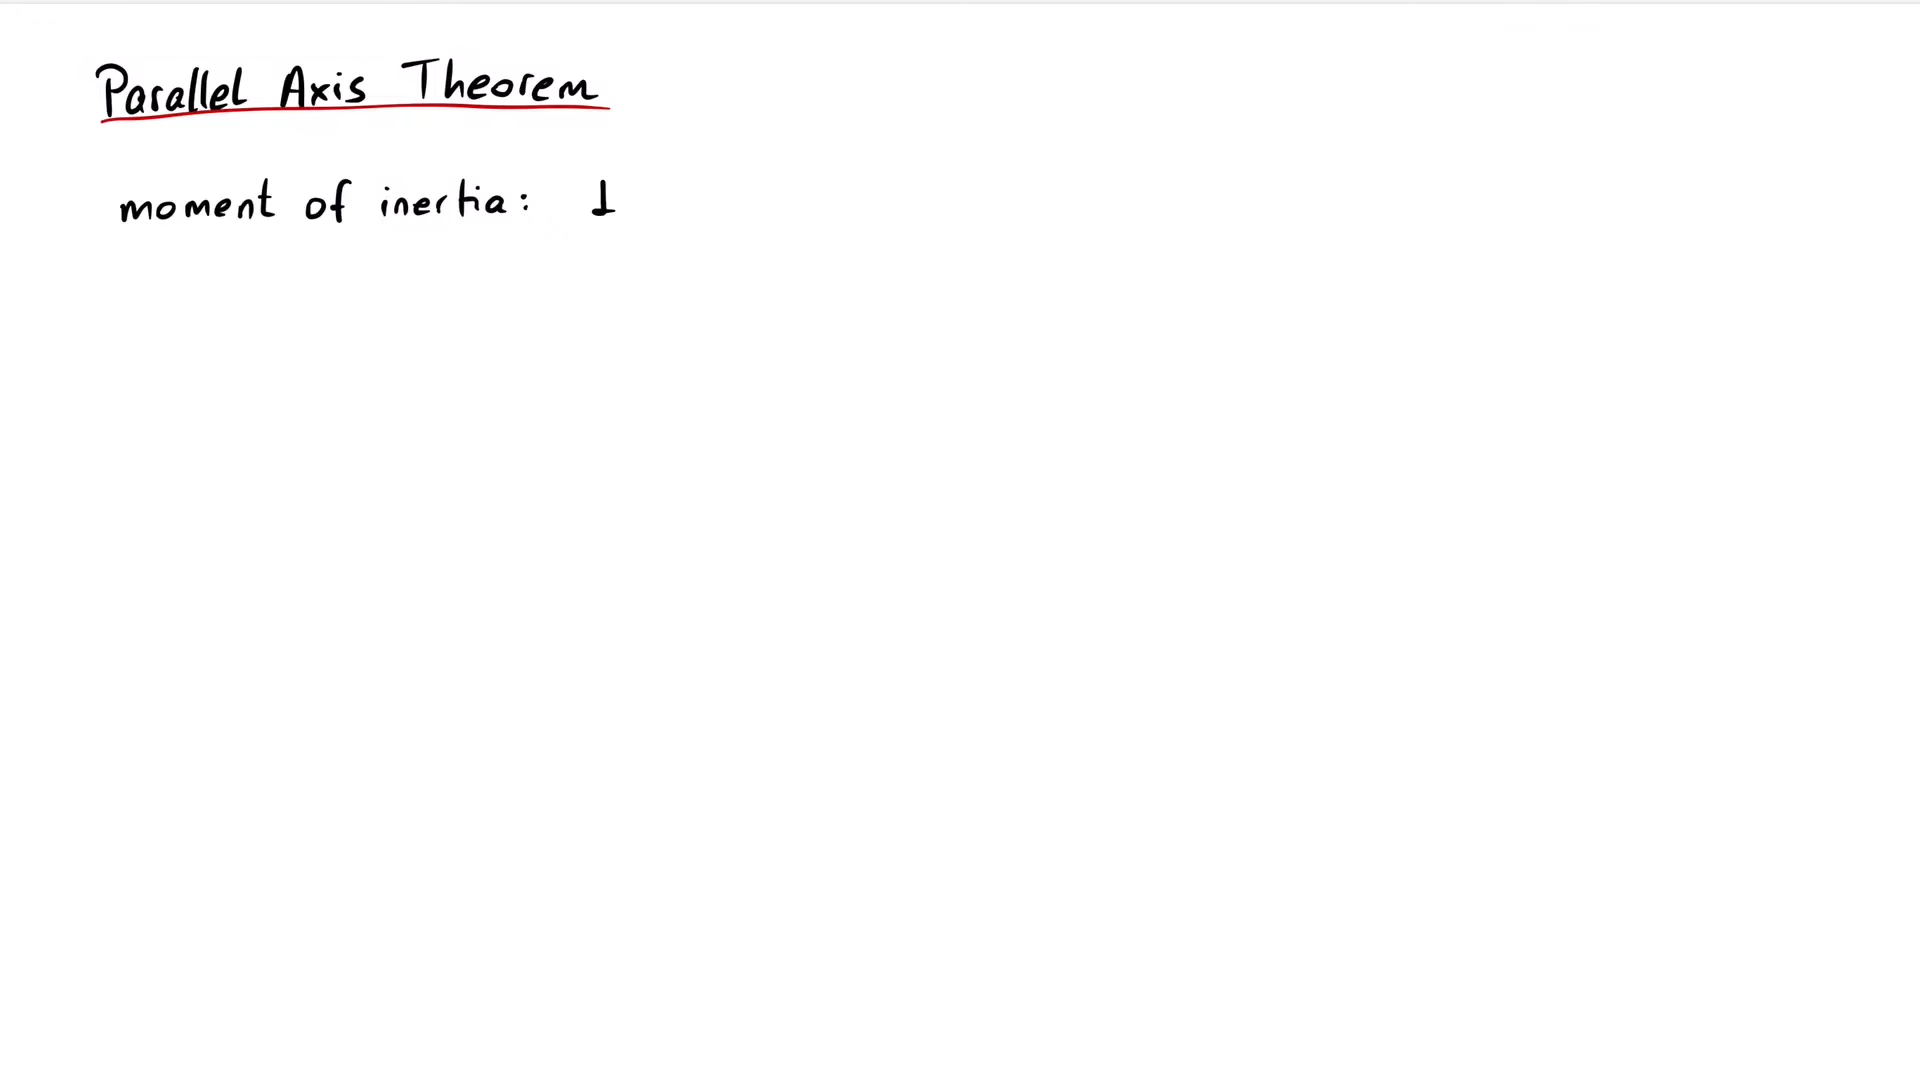 Parallel Axis Theorem
moment of inertia: ⊥